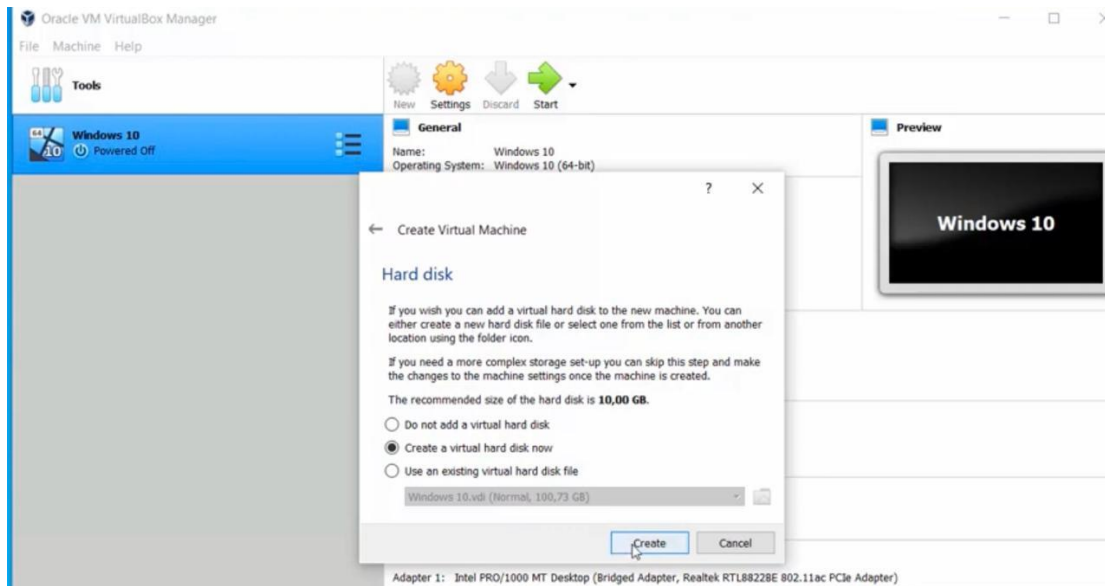 Oracle VM VirtualBox Manager
File Machine Help
Tools
New Settings Discard Start
64
10
Windows 10
Powered Off
General
Name: Windows 10
Operating System: Windows 10 (64-bit)
Preview
Windows 10
?
Create Virtual Machine
Hard disk
If you wish you can add a virtual hard disk to the new machine. You can
either create a new hard disk file or select one from the list or from another
location using the folder icon.
If you need a more complex storage set-up you can skip this step and make
the changes to the machine settings once the machine is created.
The recommended size of the hard disk is 10,00 GB.
Do not add a virtual hard disk
Create a virtual hard disk now
Use an existing virtual hard disk file
Windows 10.vdi (Normal, 100,73 GB)
Create Cancel
Adapter 1: Intel PRO/1000 MT Desktop (Bridged Adapter, Realtek RTL8822BE 802.11ac PCIe Adapter)